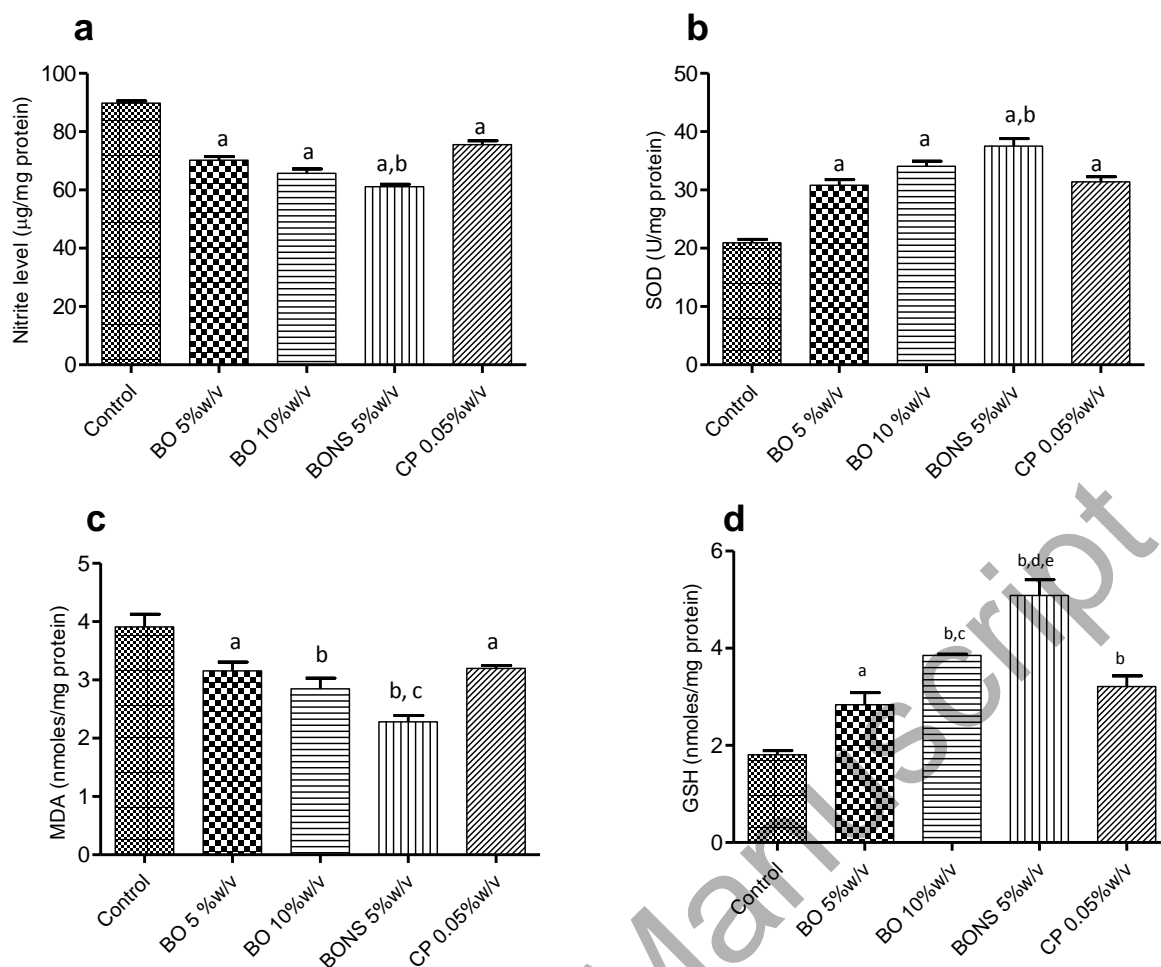 a
Nitrite level (µg/mg protein)
100
80
60
40
20
0
a
a
a,b
a
Control
BO 5%w/v
BO 10%w/v
BONS 5%w/v
CP 0.05%w/v
b
SOD (U/mg protein)
50
40
30
20
10
0
a
a
a,b
a
Control
BO 5 %w/v
BO 10 %w/v
BONS 5%w/v
CP 0.05%w/v
c
MDA (nmoles/mg protein)
5
4
3
2
1
0
a
b
b, c
a
Control
BO 5 %w/v
BO 10%w/v
BONS 5%w/v
CP 0.05%w/v
d
GSH (nmoles/mg protein)
6
4
2
0
a
b,c
b,d,e
b
Control
BO 5%w/v
BO 10%w/v
BONS 5%w/v
CP 0.05%w/v
Manuscript